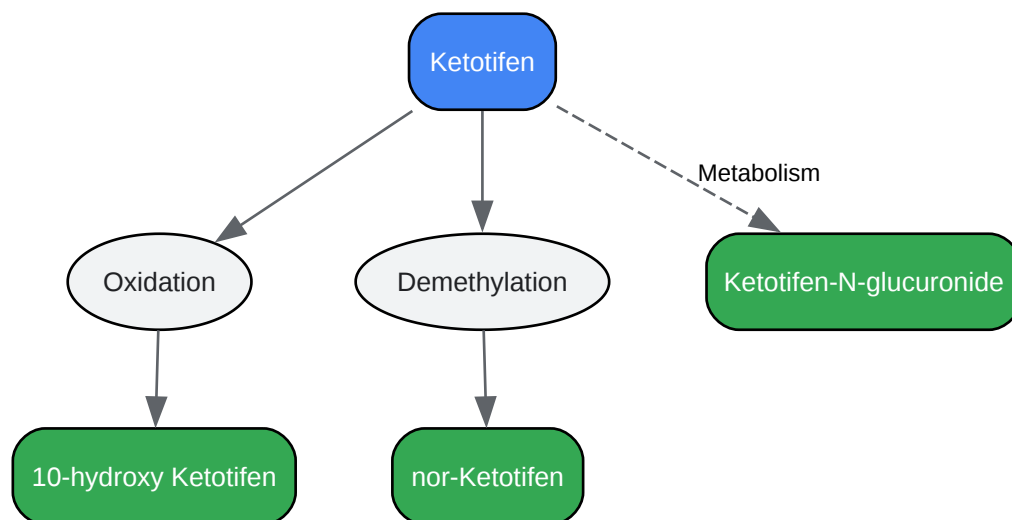 Ketotifen
Metabolism
Oxidation
Demethylation
Ketotifen-N-glucuronide
10-hydroxy Ketotifen
nor-Ketotifen